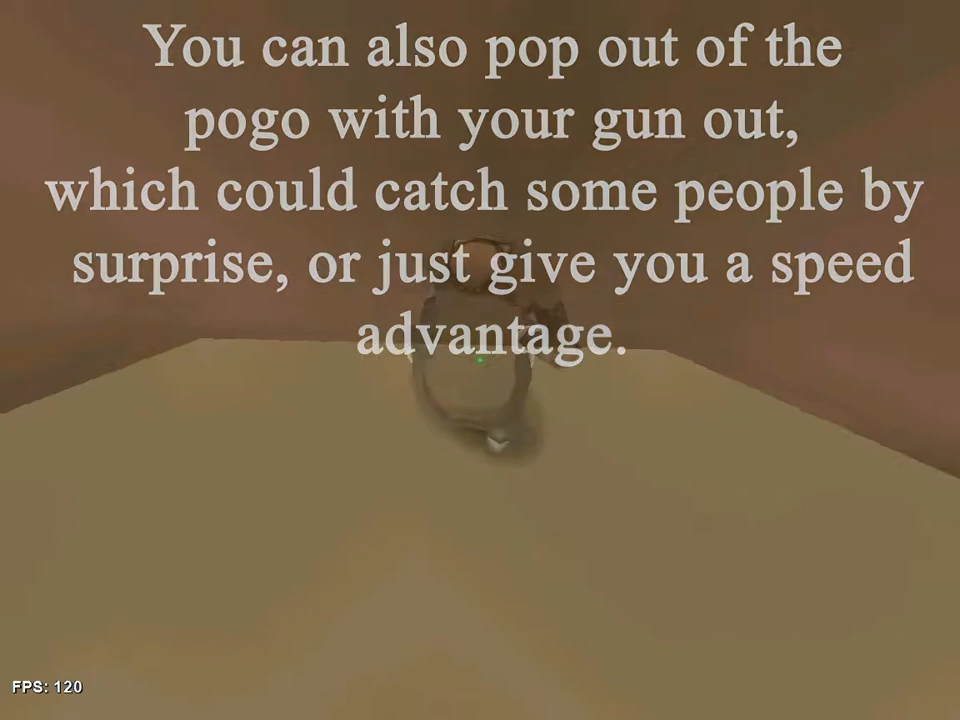 You can also pop out of the
pogo with your gun out,
which could catch some people by
surprise, or just give you a speed
advantage.
FPS: 120